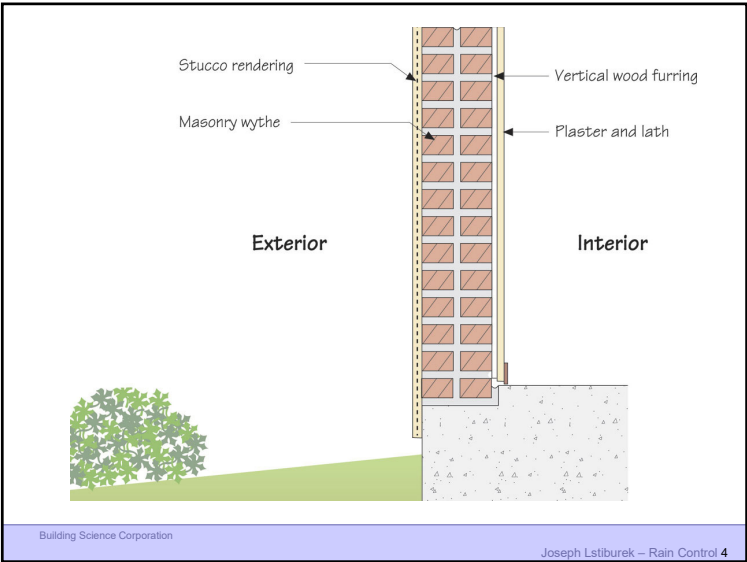 Stucco rendering
Vertical wood furring
Masonry wythe
Plaster and lath
Exterior
Interior
Building Science Corporation
Joseph Lstiburek – Rain Control 4